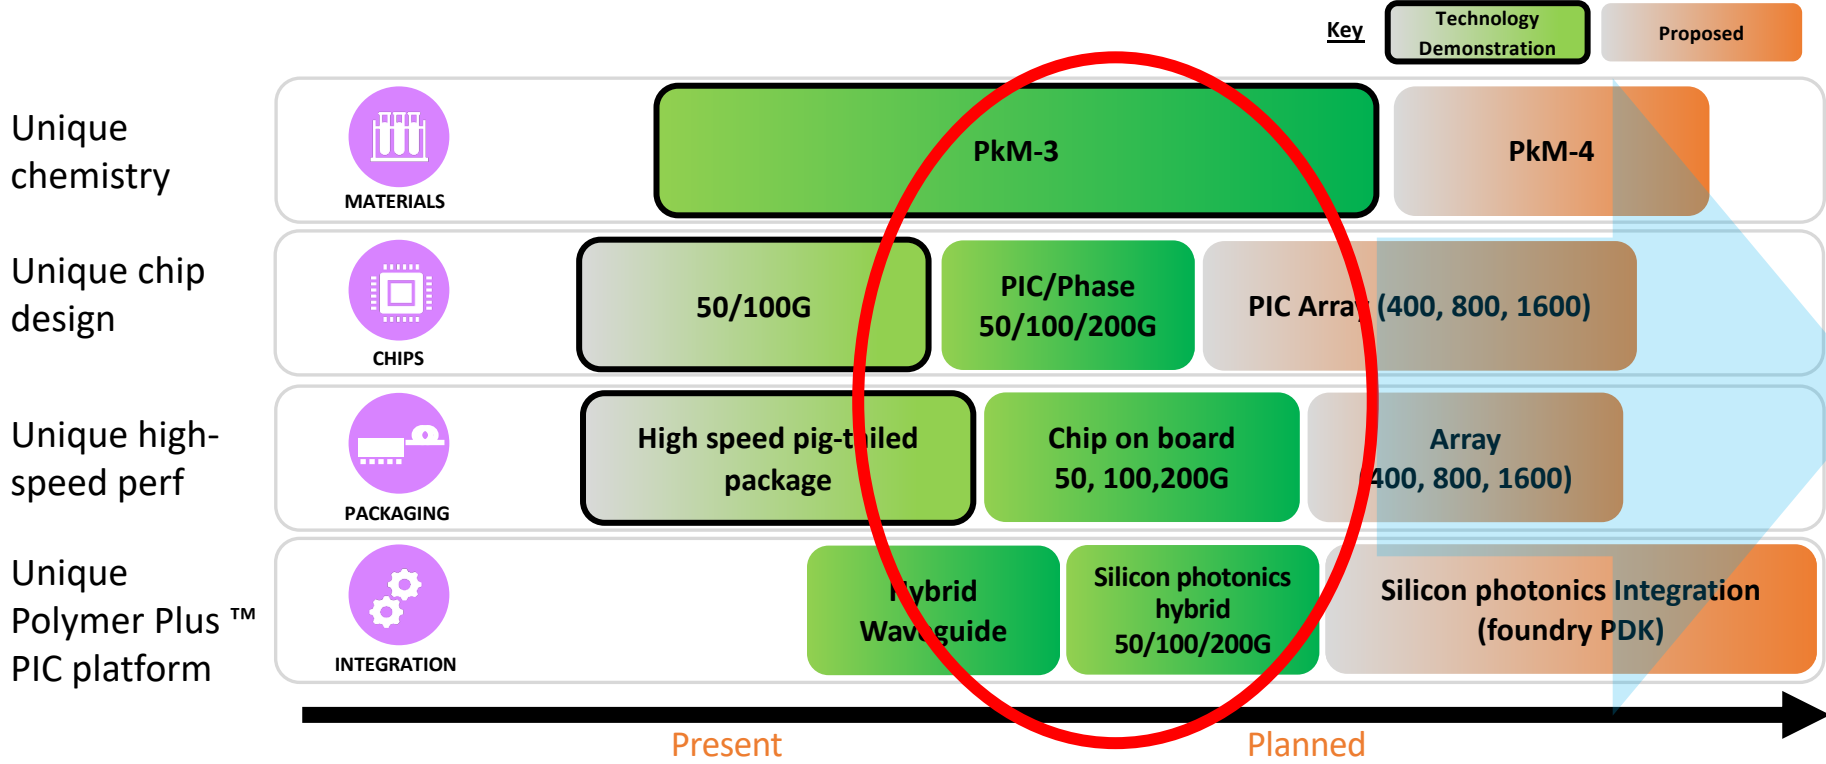 Key
Technology
Demonstration
Proposed
Unique
chemistry
MATERIALS
PkM-3
PkM-4
Unique chip
design
CHIPS
50/100G
PIC/Phase
50/100/200G
PIC Array (400, 800, 1600)
Unique high-
speed perf
PACKAGING
High speed pig-tailed
package
Chip on board
50, 100,200G
Array
(400, 800, 1600)
Unique
Polymer Plus ™
PIC platform
INTEGRATION
Hybrid
Waveguide
Silicon photonics
hybrid
50/100/200G
Silicon photonics Integration
(foundry PDK)
Present
Planned